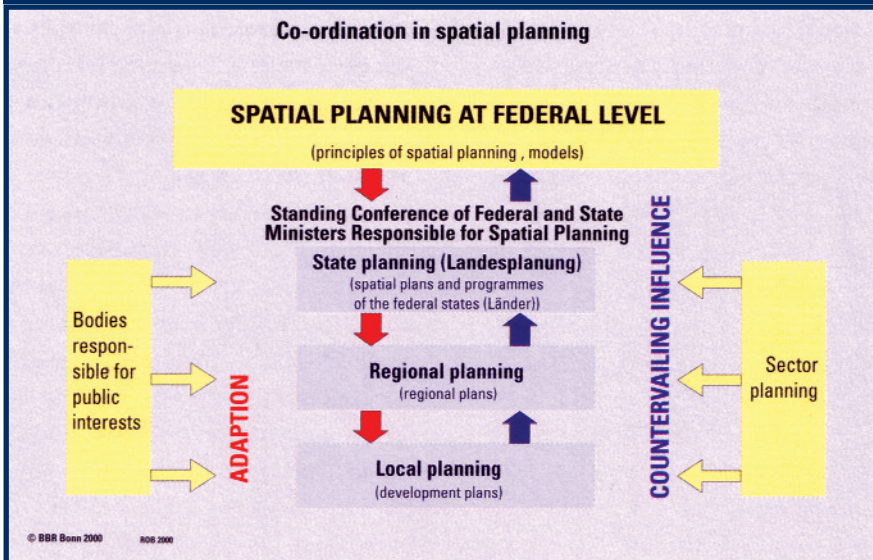 Co-ordination in spatial planning
SPATIAL PLANNING AT FEDERAL LEVEL
(principles of spatial planning , models)
Standing Conference of Federal and State
Ministers Responsible for Spatial Planning
State planning (Landesplanung)
(spatial plans and programmes
of the federal states (Länder))
Bodies
respon-
sible for
public
interests
ADAPTION
Regional planning
(regional plans)
Local planning
(development plans)
COUNTERVAILING INFLUENCE
Sector
planning
© BBR Bonn 2000
ROB 2000